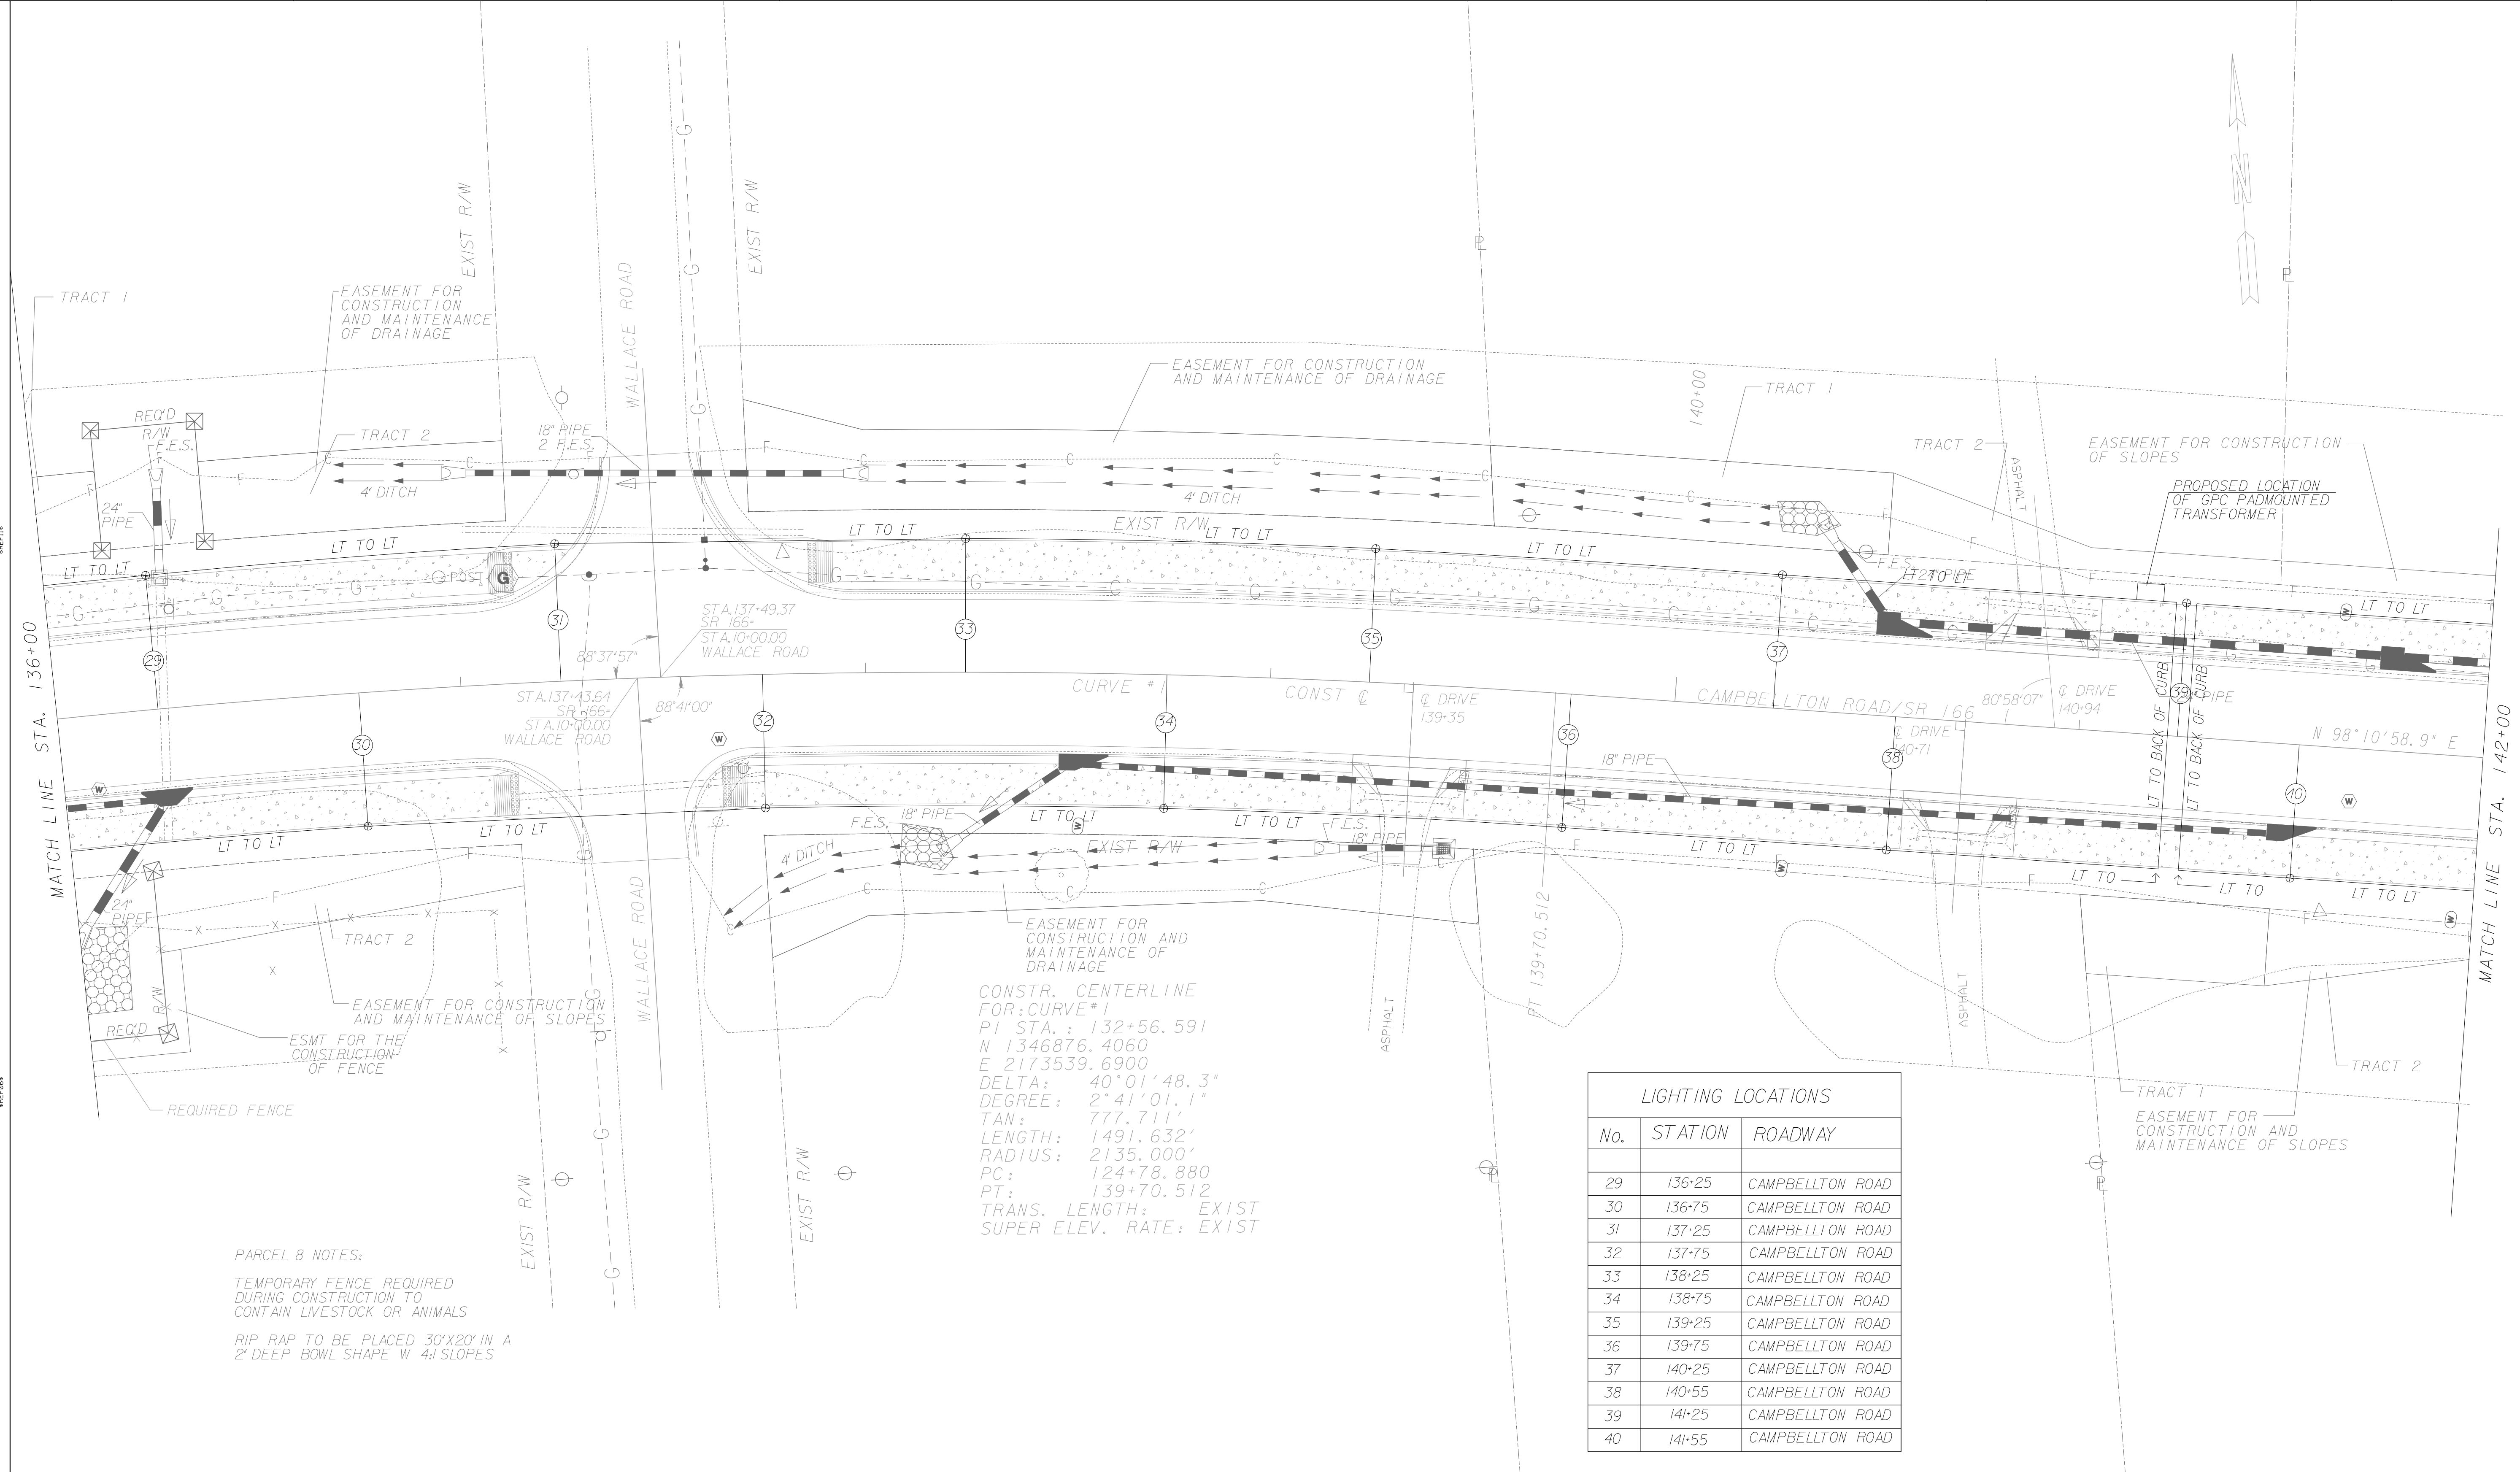 TRACT 1
EASEMENT FOR
CONSTRUCTION
AND MAINTENANCE
OF DRAINAGE
EXIST R/W
WALLACE ROAD
EXIST R/W
G
G
G
P
P
N
EASEMENT FOR CONSTRUCTION
AND MAINTENANCE OF DRAINAGE
140+00
TRACT 1
TRACT 2
ASPHALT
EASEMENT FOR CONSTRUCTION
OF SLOPES
PROPOSED LOCATION
OF GPC PADMOUNTED
TRANSFORMER
REQ'D
R/W
F.E.S.
TRACT 2
18" PIPE
2 F.E.S.
4' DITCH
4' DITCH
24"
PIPE
EXIST R/W
LT TO LT
LT TO LT
LT TO LT
LT TO LT
LT TO LT
LT TO LT
LT TO LT
F.E.S.
24" PIPE
POST
G
MATCH LINE STA. 136+00
29
31
33
35
37
39
STA.137+49.37
SR 166=
STA.10+00.00
WALLACE ROAD
88°37'57"
STA.137+43.64
SR 166=
STA.10+00.00
WALLACE ROAD
88°41'00"
CURVE #1
CONST ℄
℄ DRIVE
139+35
CAMPBELLTON ROAD/SR 166
80°58'07"
℄ DRIVE
140+94
℄ DRIVE
140+71
PIPE
N 98°10'58.9" E
LT TO BACK OF CURB
LT TO BACK OF CURB
MATCH LINE STA. 142+00
30
32
34
36
38
40
W
W
W
W
W
W
W
18" PIPE
LT TO LT
LT TO LT
LT TO LT
LT TO LT
LT TO LT
LT TO
LT TO
LT TO LT
18" PIPE
F.E.S.
4' DITCH
EXIST R/W
F.E.S.
18" PIPE
24"
PIPE
TRACT 2
WALLACE ROAD
EASEMENT FOR
CONSTRUCTION AND
MAINTENANCE OF
DRAINAGE
PT 139+70.512
ASPHALT
ASPHALT
R/W
REQ'D
EASEMENT FOR CONSTRUCTION
AND MAINTENANCE OF SLOPES
ESMT FOR THE
CONSTRUCTION
OF FENCE
REQUIRED FENCE
CONSTR. CENTERLINE
FOR:CURVE#1
PI STA.: 132+56.591
N 1346876.4060
E 2173539.6900
DELTA: 40°01'48.3"
DEGREE: 2°41'01.1"
TAN: 777.711'
LENGTH: 1491.632'
RADIUS: 2135.000'
PC: 124+78.880
PT: 139+70.512
TRANS. LENGTH: EXIST
SUPER ELEV. RATE: EXIST
EXIST R/W
EXIST R/W
TRACT 2
TRACT 1
EASEMENT FOR
CONSTRUCTION AND
MAINTENANCE OF SLOPES
PARCEL 8 NOTES:
TEMPORARY FENCE REQUIRED
DURING CONSTRUCTION TO
CONTAIN LIVESTOCK OR ANIMALS
RIP RAP TO BE PLACED 30'X20' IN A
2' DEEP BOWL SHAPE W 4:1 SLOPES
LIGHTING LOCATIONS
No. STATION ROADWAY
29 136+25 CAMPBELLTON ROAD
30 136+75 CAMPBELLTON ROAD
31 137+25 CAMPBELLTON ROAD
32 137+75 CAMPBELLTON ROAD
33 138+25 CAMPBELLTON ROAD
34 138+75 CAMPBELLTON ROAD
35 139+25 CAMPBELLTON ROAD
36 139+75 CAMPBELLTON ROAD
37 140+25 CAMPBELLTON ROAD
38 140+55 CAMPBELLTON ROAD
39 141+25 CAMPBELLTON ROAD
40 141+55 CAMPBELLTON ROAD